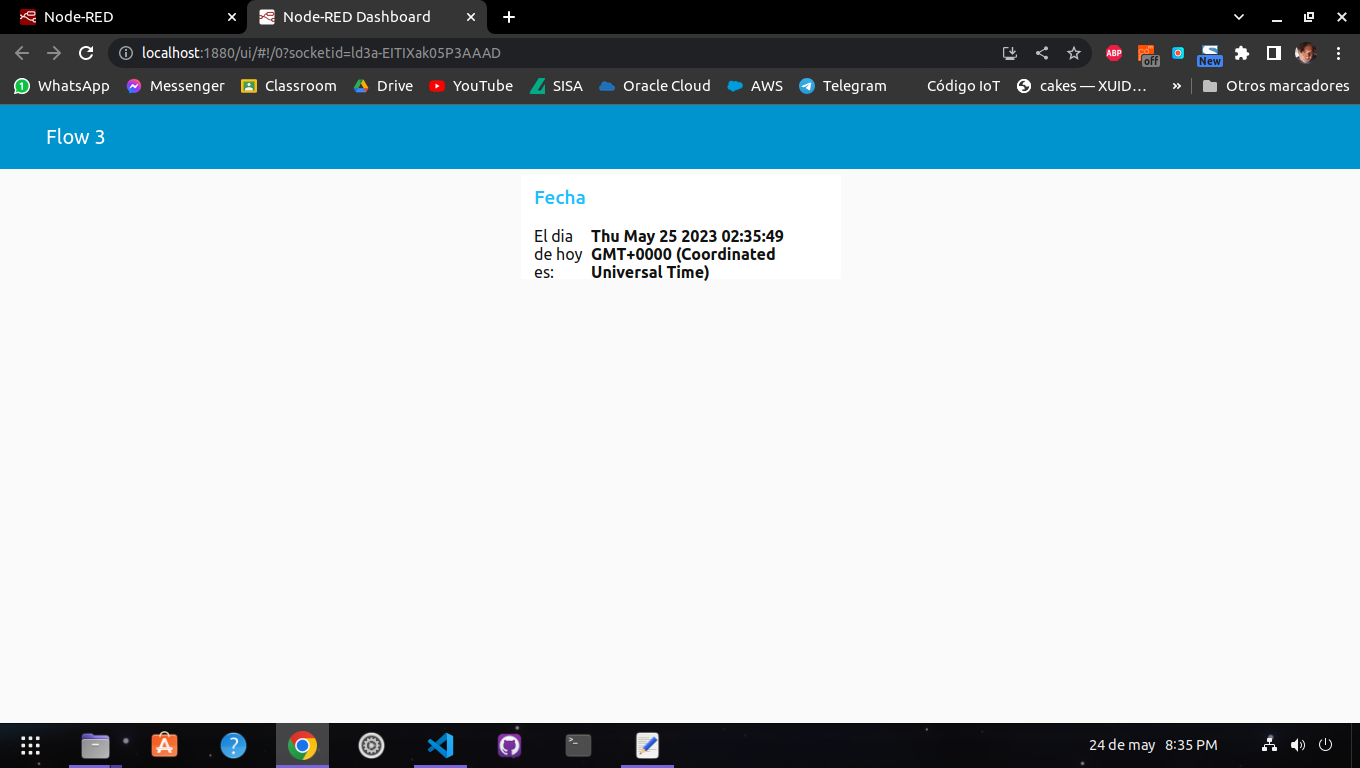 Node-RED
Node-RED Dashboard
localhost:1880/ui/#!/0?socketid=ld3a-EITIXak05P3AAAD
ABP
off
New
1
WhatsApp
Messenger
Classroom
Drive
YouTube
SISA
Oracle Cloud
AWS
Telegram
Código IoT
cakes — XUID…
»
Otros marcadores
Flow 3
Fecha
El dia
de hoy
es:
Thu May 25 2023 02:35:49
GMT+0000 (Coordinated
Universal Time)
24 de may 8:35 PM